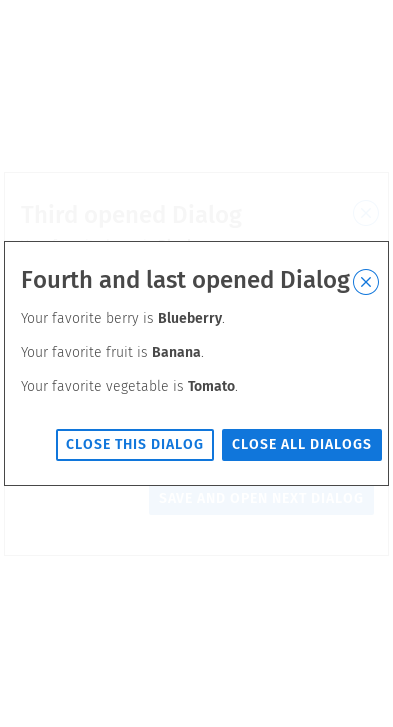 Third opened Dialog
Fourth and last opened Dialog
Your favorite berry is Blueberry.
Your favorite fruit is Banana.
Your favorite vegetable is Tomato.
CLOSE THIS DIALOG CLOSE ALL DIALOGS
SAVE AND OPEN NEXT DIALOG